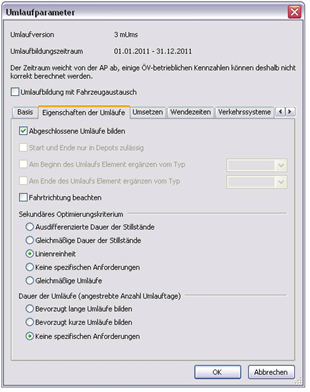 Umlaufparameter
Umlaufversion 3 mUms
Umlaufbildungszeitraum 01.01.2011 - 31.12.2011
Der Zeitraum weicht von der AP ab, einige ÖV-betrieblichen Kennzahlen können deshalb nicht
korrekt berechnet werden.
Umlaufbildung mit Fahrzeugaustausch
Basis Eigenschaften der Umläufe Umsetzen Wendezeiten Verkehrssysteme
Abgeschlossene Umläufe bilden
Start und Ende nur in Depots zulässig
Am Beginn des Umlaufs Element ergänzen vom Typ
Am Ende des Umlaufs Element ergänzen vom Typ
Fahrtrichtung beachten
Sekundäres Optimierungskriterium
Ausdifferenzierte Dauer der Stillstände
Gleichmäßige Dauer der Stillstände
Linienreinheit
Keine spezifischen Anforderungen
Gleichmäßige Umläufe
Dauer der Umläufe (angestrebte Anzahl Umlauftage)
Bevorzugt lange Umläufe bilden
Bevorzugt kurze Umläufe bilden
Keine spezifischen Anforderungen
OK Abbrechen